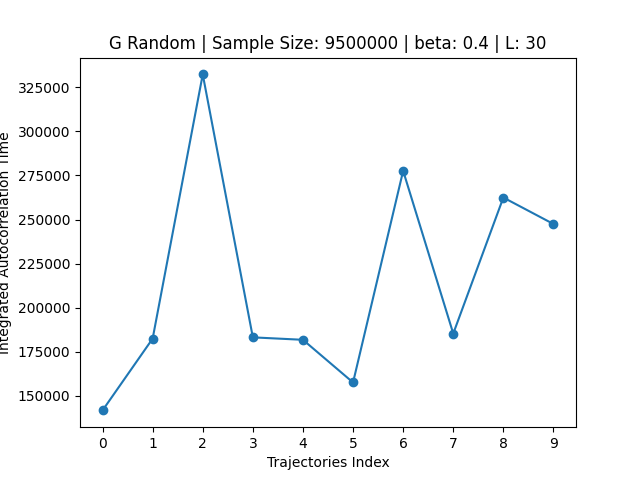 G Random | Sample Size: 9500000 | beta: 0.4 | L: 30
325000
300000
275000
250000
225000
200000
175000
150000
Integrated Autocorrelation Time
0 1 2 3 4 5 6 7 8 9
Trajectories Index